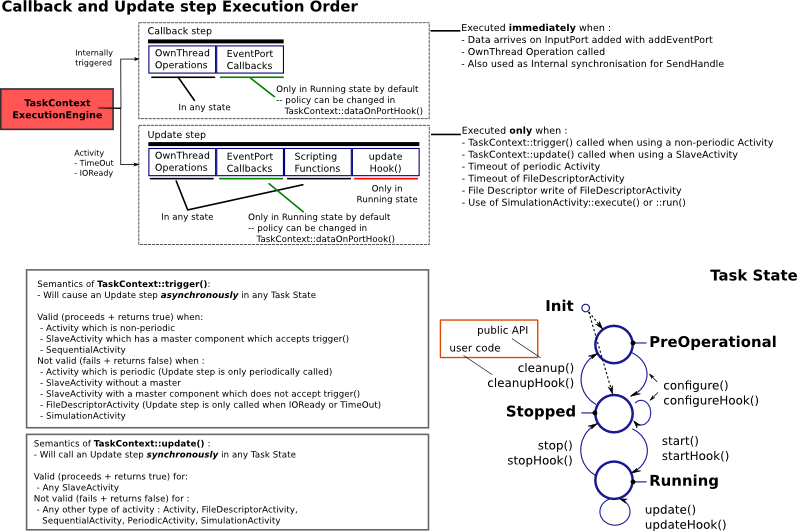 Callback and Update step Execution Order
Callback step
OwnThread
Operations
EventPort
Callbacks
Internally
triggered
In any state
Only in Running state by default
-- policy can be changed in
TaskContext::dataOnPortHook()
Executed immediately when :
- Data arrives on InputPort added with addEventPort
- OwnThread Operation called
- Also used as Internal synchronisation for SendHandle
TaskContext
ExecutionEngine
Activity
- TimeOut
- IOReady
Update step
OwnThread
Operations
EventPort
Callbacks
Scripting
Functions
update
Hook()
In any state
Only in Running state by default
-- policy can be changed in
TaskContext::dataOnPortHook()
Only in
Running state
Executed only when :
- TaskContext::trigger() called when using a non-periodic Activity
- TaskContext::update() called when using a SlaveActivity
- Timeout of periodic Activity
- Timeout of FileDescriptorActivity
- File Descriptor write of FileDescriptorActivity
- Use of SimulationActivity::execute() or ::run()
Semantics of TaskContext::trigger():
- Will cause an Update step asynchronously in any Task State
Valid (proceeds + returns true) when:
- Activity which is non-periodic
- SlaveActivity which has a master component which accepts trigger()
- SequentialActivity
Not valid (fails + returns false) when :
- Activity which is periodic (Update step is only periodically called)
- SlaveActivity without a master
- SlaveActivity with a master component which does not accept trigger()
- FileDescriptorActivity (Update step is only called when IOReady or TimeOut)
- SimulationActivity
Semantics of TaskContext::update() :
- Will call an Update step synchronously in any Task State
Valid (proceeds + returns true) for:
- Any SlaveActivity
Not valid (fails + returns false) for :
- Any other type of activity : Activity, FileDescriptorActivity,
SequentialActivity, PeriodicActivity, SimulationActivity
Task State
Init
public API
user code
PreOperational
cleanup()
cleanupHook()
configure()
configureHook()
Stopped
stop()
stopHook()
start()
startHook()
Running
update()
updateHook()